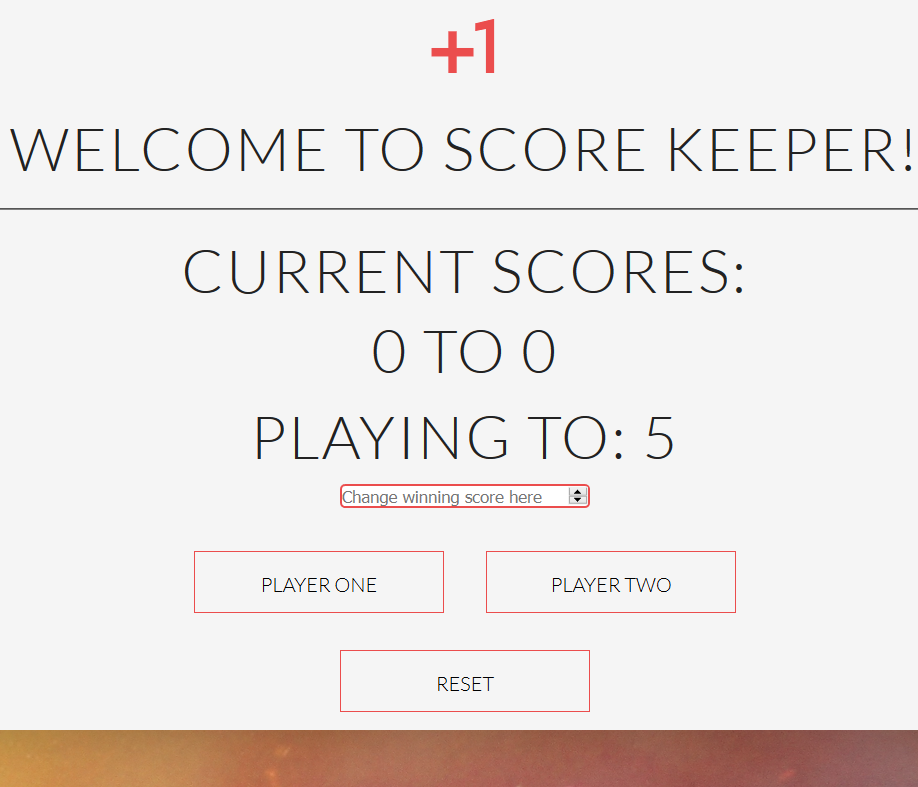 +1
WELCOME TO SCORE KEEPER!
CURRENT SCORES:
0 TO 0
PLAYING TO: 5
Change winning score here
PLAYER ONE
PLAYER TWO
RESET